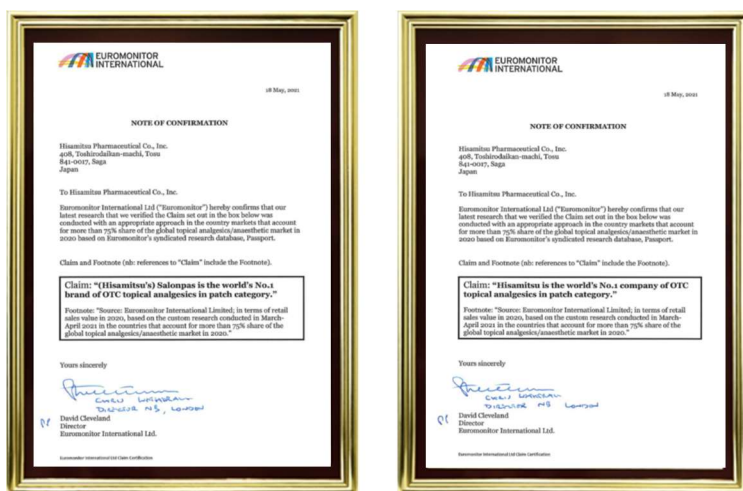 EUROMONITOR
INTERNATIONAL
18 May, 2021
NOTE OF CONFIRMATION
Hisamitsu Pharmaceutical Co., Inc.
408, Toshirodaikan-machi, Tosu
841-0017, Saga
Japan
To Hisamitsu Pharmaceutical Co., Inc.
Euromonitor International Ltd ("Euromonitor") hereby confirms that our
latest research that we verified the Claim set out in the box below was
conducted with an appropriate approach in the country markets that account
for more than 75% share of the global topical analgesics/anaesthetic market in
2020 based on Euromonitor's syndicated research database, Passport.
Claim and Footnote (nb: references to "Claim" include the Footnote).
Claim: "(Hisamitsu's) Salonpas is the world's No.1
brand of OTC topical analgesics in patch category."
Footnote: "Source: Euromonitor International Limited; in terms of retail
sales value in 2020, based on the custom research conducted in March-
April 2021 in the countries that account for more than 75% share of the
global topical analgesics/anaesthetic market in 2020."
Yours sincerely
DIRECTOR NB, LONDON
PP
David Cleveland
Director
Euromonitor International Ltd.
Euromonitor International Ltd Claim Certification
EUROMONITOR
INTERNATIONAL
18 May, 2021
NOTE OF CONFIRMATION
Hisamitsu Pharmaceutical Co., Inc.
408, Toshirodaikan-machi, Tosu
841-0017, Saga
Japan
To Hisamitsu Pharmaceutical Co., Inc.
Euromonitor International Ltd ("Euromonitor") hereby confirms that our
latest research that we verified the Claim set out in the box below was
conducted with an appropriate approach in the country markets that account
for more than 75% share of the global topical analgesics/anaesthetic market in
2020 based on Euromonitor's syndicated research database, Passport.
Claim and Footnote (nb: references to "Claim" include the Footnote).
Claim: "Hisamitsu is the world's No.1 company of OTC
topical analgesics in patch category."
Footnote: "Source: Euromonitor International Limited; in terms of retail
sales value in 2020, based on the custom research conducted in March-
April 2021 in the countries that account for more than 75% share of the
global topical analgesics/anaesthetic market in 2020."
Yours sincerely
DIRECTOR NB LONDON
PP
David Cleveland
Director
Euromonitor International Ltd.
Euromonitor International Ltd Claim Certification